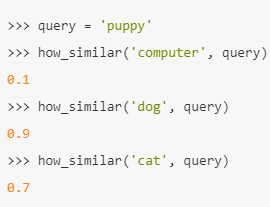 >>> query = 'puppy'
>>> how_similar('computer', query)
0.1
>>> how_similar('dog', query)
0.9
>>> how_similar('cat', query)
0.7